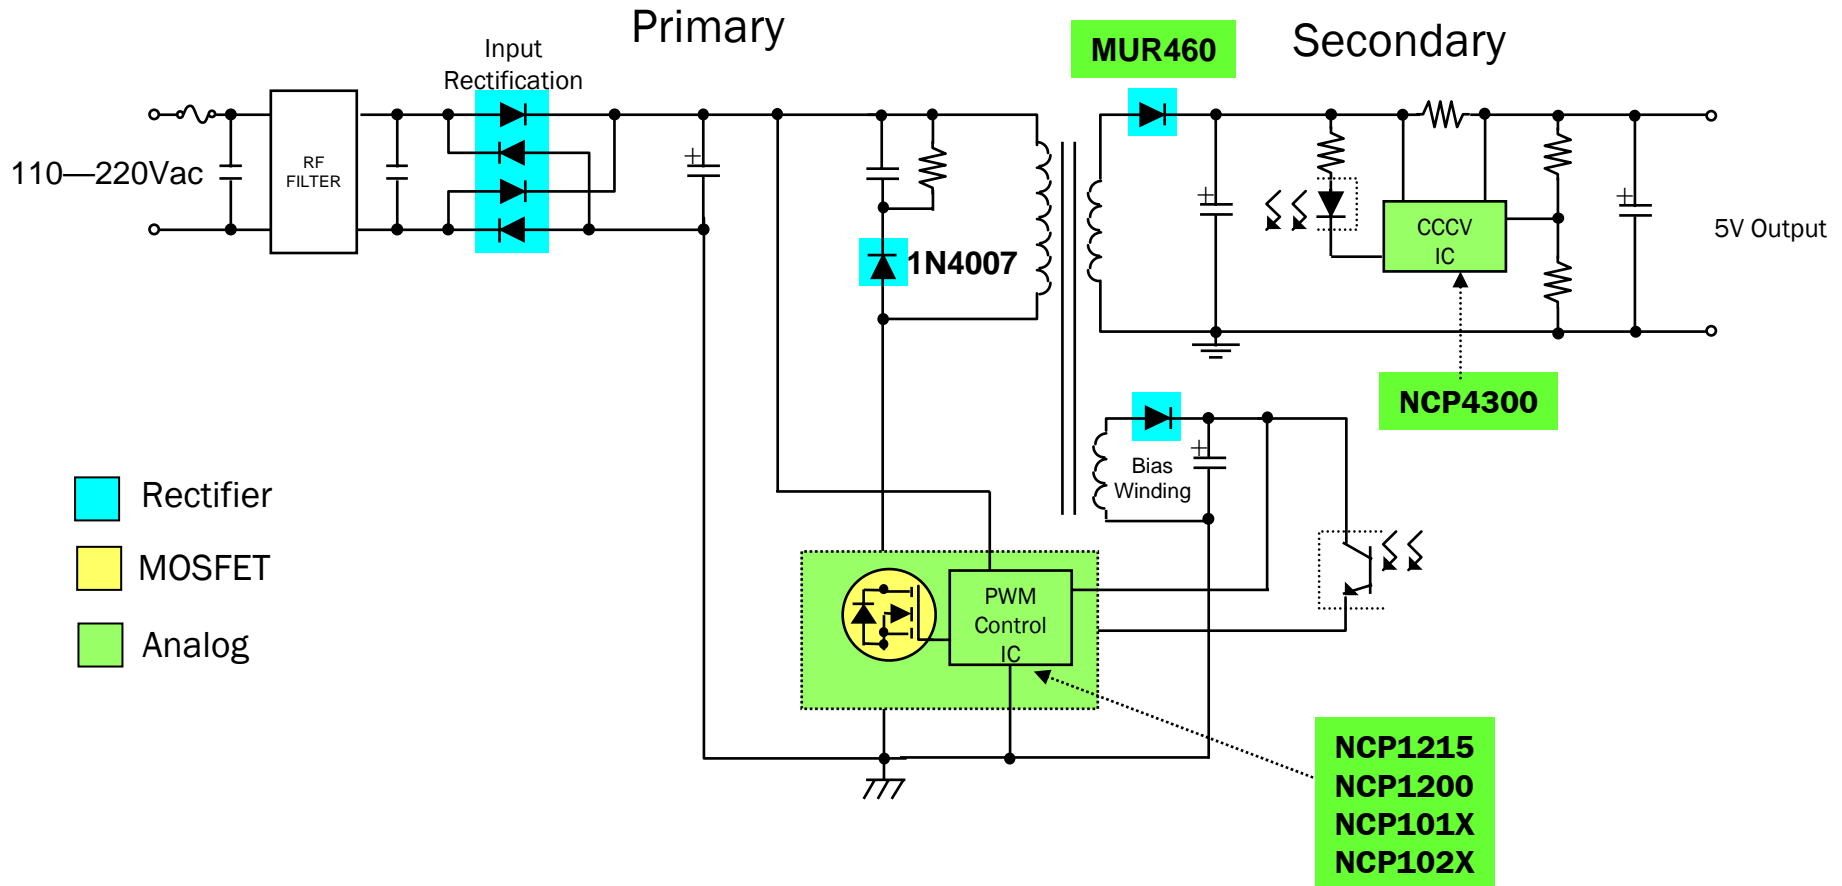 Primary
Secondary
MUR460
Input
Rectification
110—220Vac
RF
FILTER
+
1N4007
+
+
CCCV
IC
5V Output
NCP4300
+
Bias
Winding
Rectifier
MOSFET
Analog
PWM
Control
IC
NCP1215
NCP1200
NCP101X
NCP102X